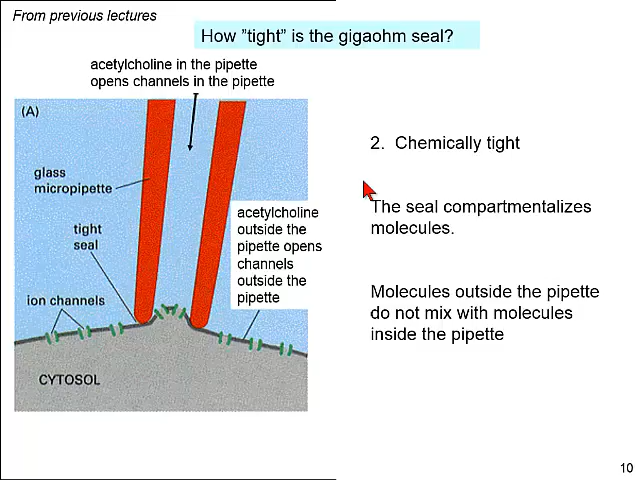 From previous lectures
How ”tight” is the gigaohm seal?
acetylcholine in the pipette
opens channels in the pipette
(A)
glass
micropipette
tight
seal
ion channels
acetylcholine
outside the
pipette opens
channels
outside the
pipette
CYTOSOL
2. Chemically tight
The seal compartmentalizes
molecules.
Molecules outside the pipette
do not mix with molecules
inside the pipette
10